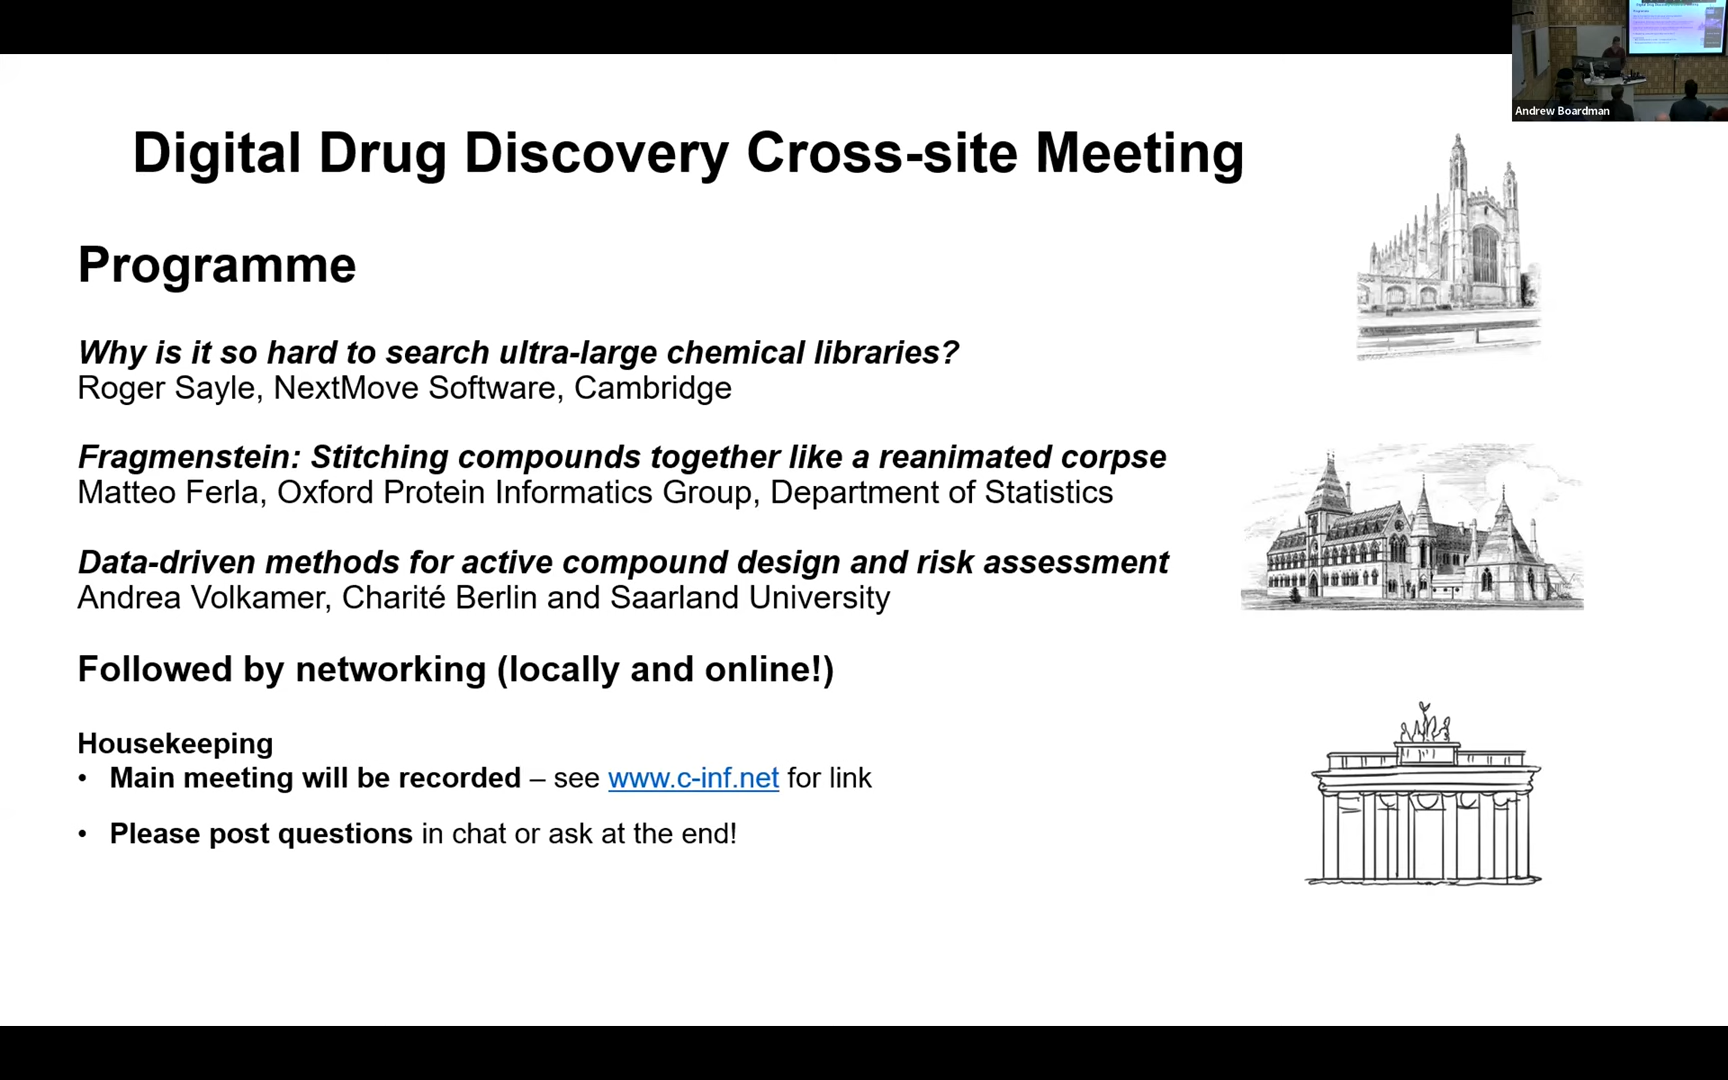 Andrew Boardman
Digital Drug Discovery Cross-site Meeting
Programme
Why is it so hard to search ultra-large chemical libraries?
Roger Sayle, NextMove Software, Cambridge
Fragmenstein: Stitching compounds together like a reanimated corpse
Matteo Ferla, Oxford Protein Informatics Group, Department of Statistics
Data-driven methods for active compound design and risk assessment
Andrea Volkamer, Charité Berlin and Saarland University
Followed by networking (locally and online!)
Housekeeping
• Main meeting will be recorded – see www.c-inf.net for link
• Please post questions in chat or ask at the end!